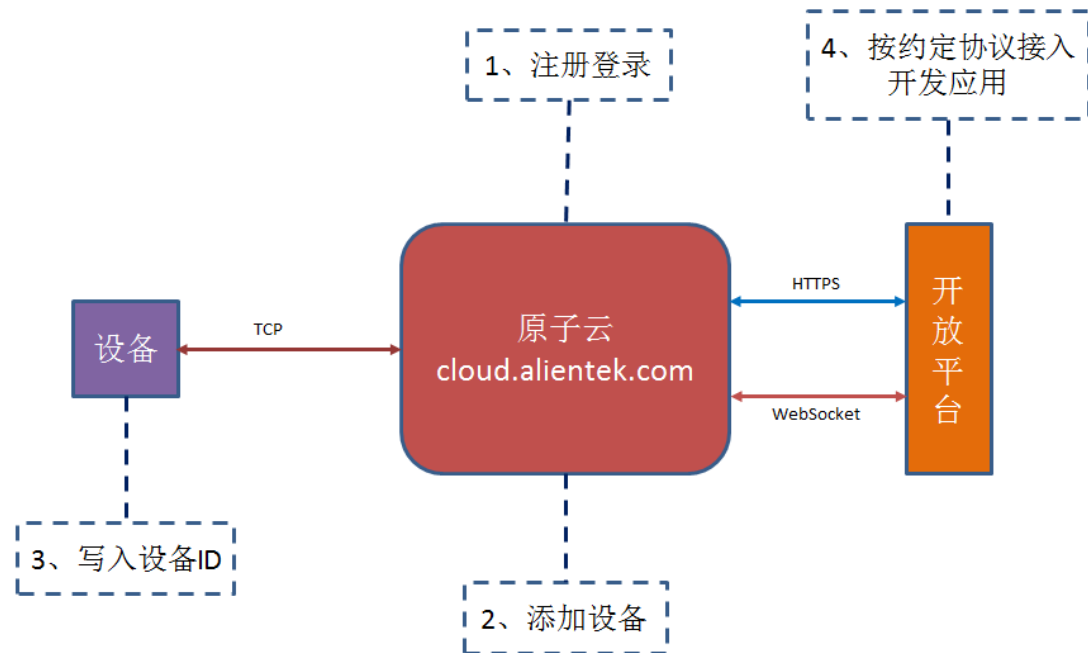 1、注册登录
4、按约定协议接入
开发应用
HTTPS
TCP
设备
原子云
cloud.alientek.com
开放平台
WebSocket
3、写入设备ID
2、添加设备